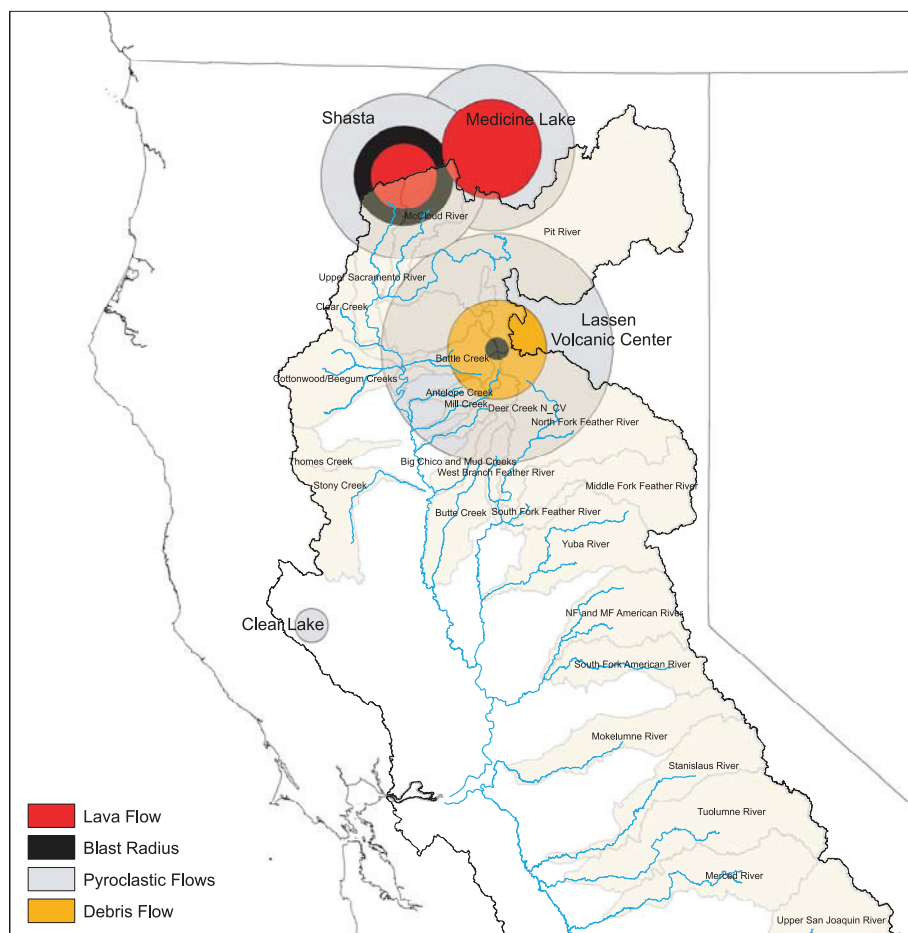 Shasta
Medicine Lake
McCloud River
Pit River
Upper Sacramento River
Clear Creek
Lassen
Volcanic Center
Battle Creek
Cottonwood/Beegum Creeks
Antelope Creek
Mill Creek
Deer Creek N_CV
North Fork Feather River
Thomes Creek
Big Chico and Mud Creeks
West Branch Feather River
Stony Creek
Middle Fork Feather River
Butte Creek
South Fork Feather River
Yuba River
NF and MF American River
Clear Lake
South Fork American River
Mokelumne River
Stanislaus River
Tuolumne River
Merced River
Upper San Joaquin River
Lava Flow
Blast Radius
Pyroclastic Flows
Debris Flow